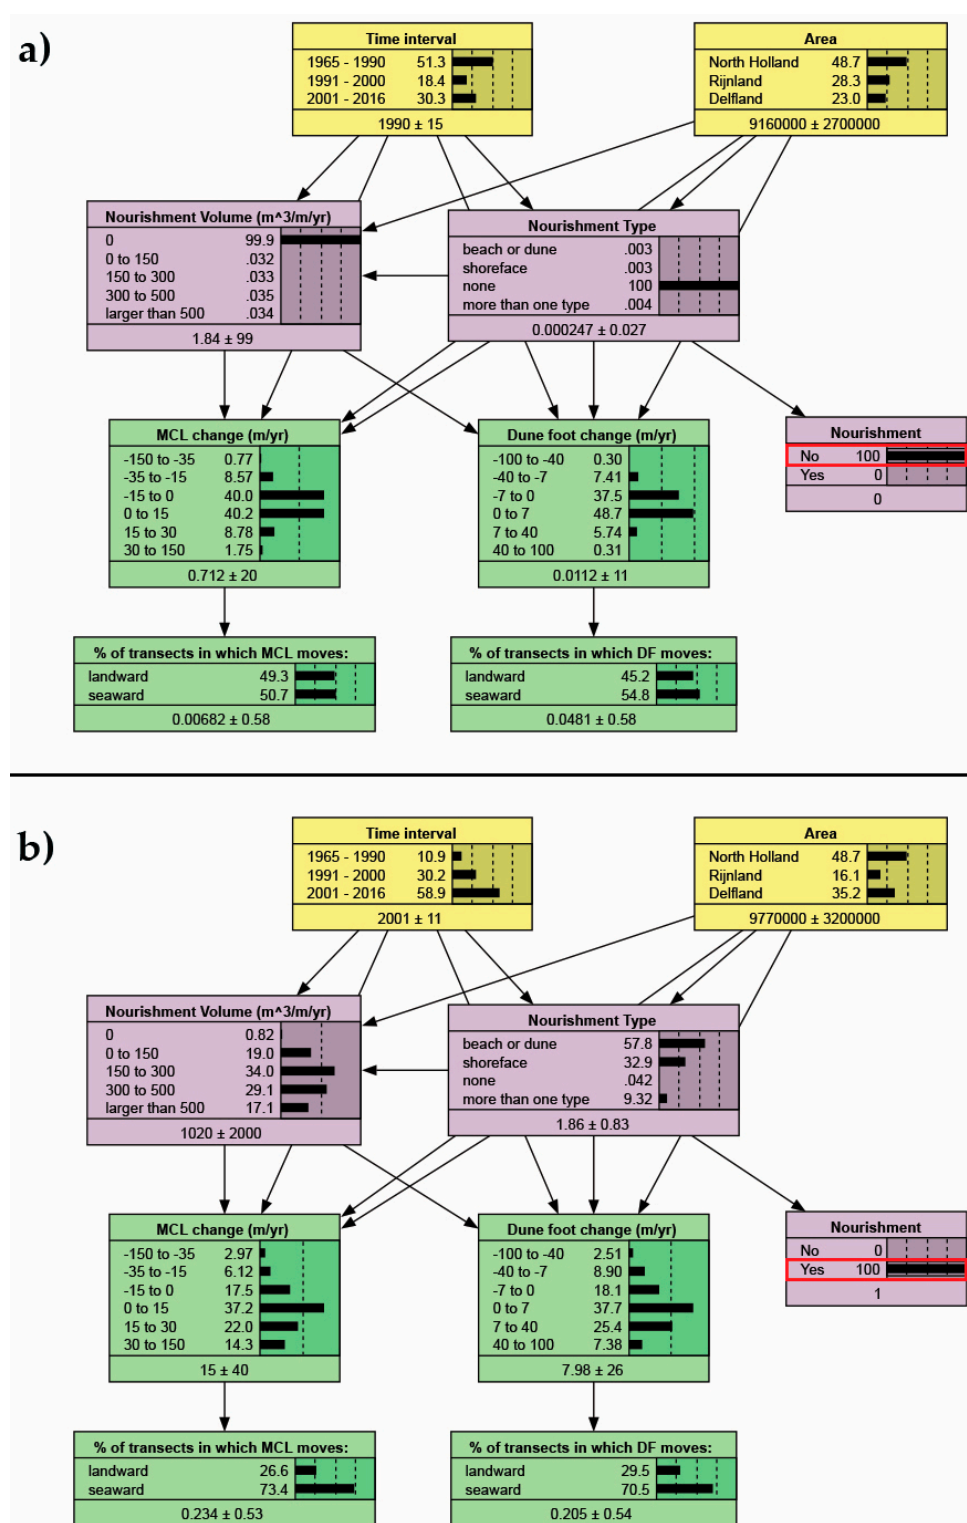 a)
Time interval
1965 - 1990 51.3
1991 - 2000 18.4
2001 - 2016 30.3
1990 ± 15
Area
North Holland 48.7
Rijnland 28.3
Delfland 23.0
9160000 ± 2700000
Nourishment Volume (m^3/m/yr)
0 99.9
0 to 150 .032
150 to 300 .033
300 to 500 .035
larger than 500 .034
1.84 ± 99
Nourishment Type
beach or dune .003
shoreface .003
none 100
more than one type .004
0.000247 ± 0.027
MCL change (m/yr)
-150 to -35 0.77
-35 to -15 8.57
-15 to 0 40.0
0 to 15 40.2
15 to 30 8.78
30 to 150 1.75
0.712 ± 20
Dune foot change (m/yr)
-100 to -40 0.30
-40 to -7 7.41
-7 to 0 37.5
0 to 7 48.7
7 to 40 5.74
40 to 100 0.31
0.0112 ± 11
Nourishment
No 100
Yes 0
0
% of transects in which MCL moves:
landward 49.3
seaward 50.7
0.00682 ± 0.58
% of transects in which DF moves:
landward 45.2
seaward 54.8
0.0481 ± 0.58
b)
Time interval
1965 - 1990 10.9
1991 - 2000 30.2
2001 - 2016 58.9
2001 ± 11
Area
North Holland 48.7
Rijnland 16.1
Delfland 35.2
9770000 ± 3200000
Nourishment Volume (m^3/m/yr)
0 0.82
0 to 150 19.0
150 to 300 34.0
300 to 500 29.1
larger than 500 17.1
1020 ± 2000
Nourishment Type
beach or dune 57.8
shoreface 32.9
none .042
more than one type 9.32
1.86 ± 0.83
MCL change (m/yr)
-150 to -35 2.97
-35 to -15 6.12
-15 to 0 17.5
0 to 15 37.2
15 to 30 22.0
30 to 150 14.3
15 ± 40
Dune foot change (m/yr)
-100 to -40 2.51
-40 to -7 8.90
-7 to 0 18.1
0 to 7 37.7
7 to 40 25.4
40 to 100 7.38
7.98 ± 26
Nourishment
No 0
Yes 100
1
% of transects in which MCL moves:
landward 26.6
seaward 73.4
0.234 ± 0.53
% of transects in which DF moves:
landward 29.5
seaward 70.5
0.205 ± 0.54